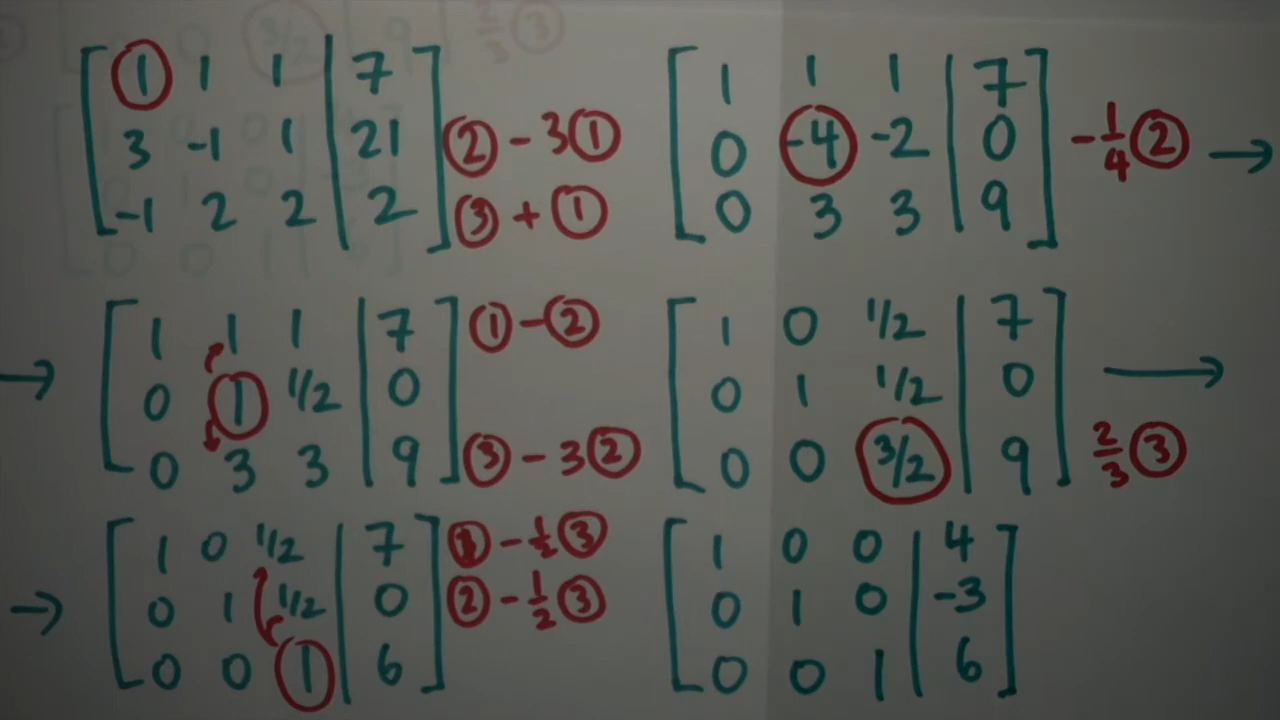 [ ① 1 1 | 7 ]
[ 3 -1 1 | 21 ] ② - 3①
[ -1 2 2 | 2 ] ③ + ①
[ 1 1 1 | 7 ]
[ 0 -4 -2 | 0 ] -1/4 ② →
[ 0 3 3 | 9 ]
[ 1 1 1 | 7 ] ① - ②
→ [ 0 ① 1/2 | 0 ]
[ 0 3 3 | 9 ] ③ - 3②
[ 1 0 1/2 | 7 ]
[ 0 1 1/2 | 0 ] →
[ 0 0 3/2 | 9 ] 2/3 ③
[ 1 0 1/2 | 7 ] ① - 1/2 ③
→ [ 0 1 1/2 | 0 ] ② - 1/2 ③
[ 0 0 ① | 6 ]
[ 1 0 0 | 4 ]
[ 0 1 0 | -3 ]
[ 0 0 1 | 6 ]